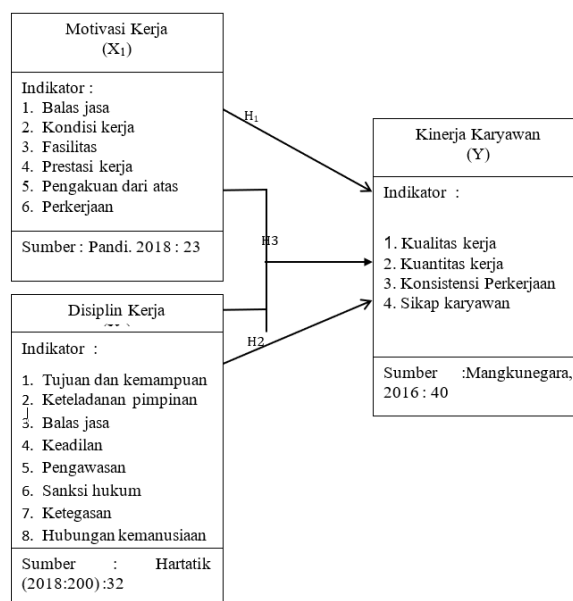 Motivasi Kerja
(X₁)
Indikator :
1. Balas jasa
2. Kondisi kerja
3. Fasilitas
4. Prestasi kerja
5. Pengakuan dari atas
6. Perkerjaan
Sumber : Pandi. 2018 : 23
H₁
H3
H2
Disiplin Kerja
Indikator :
1. Tujuan dan kemampuan
2. Keteladanan pimpinan
3. Balas jasa
4. Keadilan
5. Pengawasan
6. Sanksi hukum
7. Ketegasan
8. Hubungan kemanusiaan
Sumber : Hartatik
(2018:200) :32
Kinerja Karyawan
(Y)
Indikator :
1. Kualitas kerja
2. Kuantitas kerja
3. Konsistensi Perkerjaan
4. Sikap karyawan
Sumber :Mangkunegara,
2016 : 40